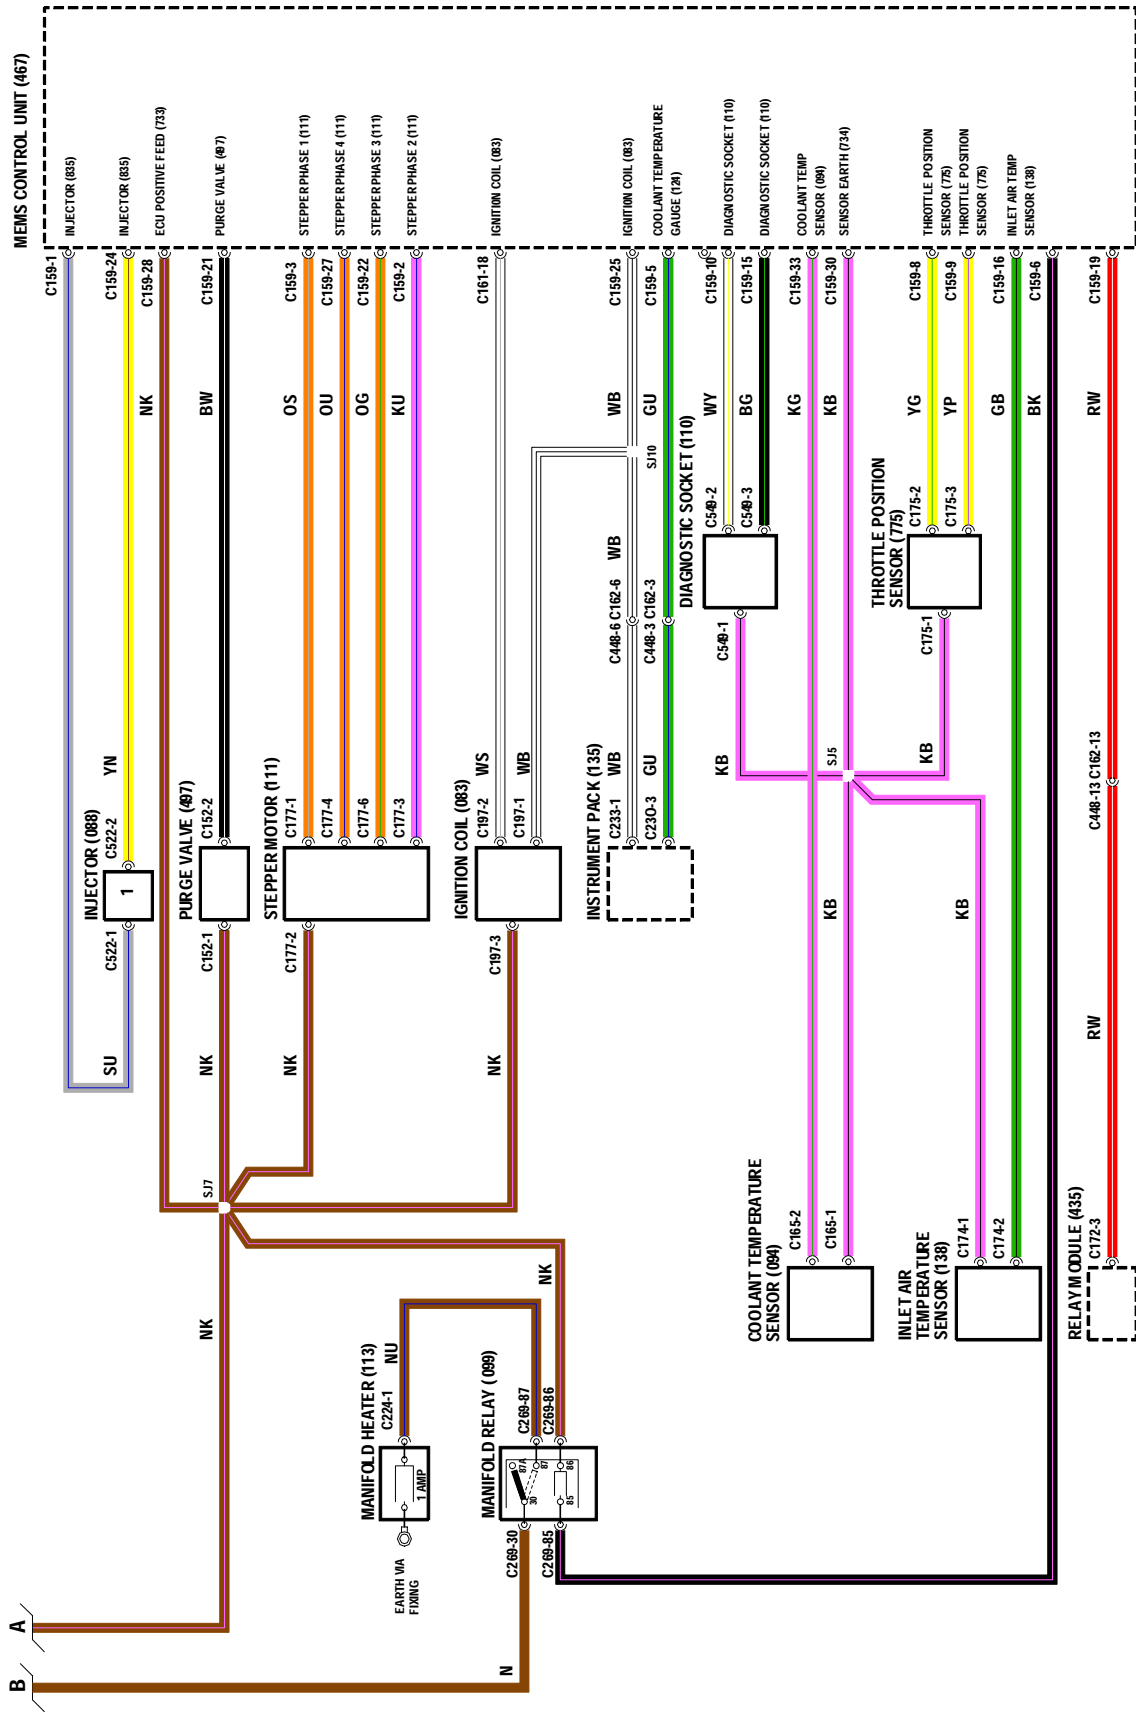 MEMS CONTROL UNIT (467)
INJECTOR (835)
INJECTOR (835)
ECU POSITIVE FEED (733)
PURGE VALVE (497)
STEPPER PHASE 1 (111)
STEPPER PHASE 4 (111)
STEPPER PHASE 3 (111)
STEPPER PHASE 2 (111)
IGNITION COIL (083)
IGNITION COIL (083)
COOLANT TEMPERATURE
GAUGE (124)
DIAGNOSTIC SOCKET (110)
DIAGNOSTIC SOCKET (110)
COOLANT TEMP
SENSOR (094)
SENSOR EARTH (734)
THROTTLE POSITION
SENSOR (775)
THROTTLE POSITION
SENSOR (775)
INLET AIR TEMP
SENSOR (138)
C159-1
C159-24
C159-28
C159-21
C159-3
C159-27
C159-22
C159-2
C161-18
C159-25
C159-5
C159-10
C159-15
C159-33
C159-30
C159-8
C159-9
C159-16
C159-6
C159-19
NK
BW
OS
OU
OG
KU
WB
GU
WY
BG
KG
KB
YG
YP
GB
BK
RW
SJ10
DIAGNOSTIC SOCKET (110)
C549-2
C549-3
C549-1
THROTTLE POSITION
SENSOR (775)
C175-2
C175-3
C175-1
WB
C448-6 C162-6
C448-3 C162-3
INJECTOR (088)
C522-2
YN
1
C522-1
SU
PURGE VALVE (497)
C152-2
C152-1
NK
STEPPER MOTOR (111)
C177-1
C177-4
C177-6
C177-3
C177-2
NK
IGNITION COIL (083)
C197-2
WS
C197-1
WB
C197-3
NK
INSTRUMENT PACK (135)
C233-1
WB
C230-3
GU
KB
SJ5
KB
KB
KB
C448-13 C162-13
RW
SJ7
NK
NK
COOLANT TEMPERATURE
SENSOR (094)
C165-2
C165-1
INLET AIR
TEMPERATURE
SENSOR (138)
C174-1
C174-2
RELAY MODULE (435)
C172-3
MANIFOLD HEATER (113)
C224-1
NU
1 AMP
EARTH VIA
FIXING
MANIFOLD RELAY (099)
C269-87
C269-86
87A
87
30
86
85
C269-30
C269-85
N
A
B